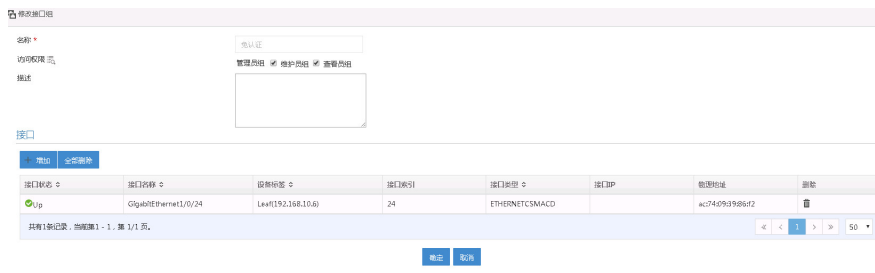 修改接口组
名称 *
免认证
访问权限
管理员组 维护员组 查看员组
描述
接口
+ 增加 全部删除
接口状态 接口名称 设备标签 接口索引 接口类型 接口IP 物理地址 删除
Up GigabitEthernet1/0/24 Leaf(192.168.10.6) 24 ETHERNETCSMACD ac:74:09:39:86:f2
共有1条记录，当前第1 - 1，第 1/1 页。 « < 1 > » 50
确定 取消